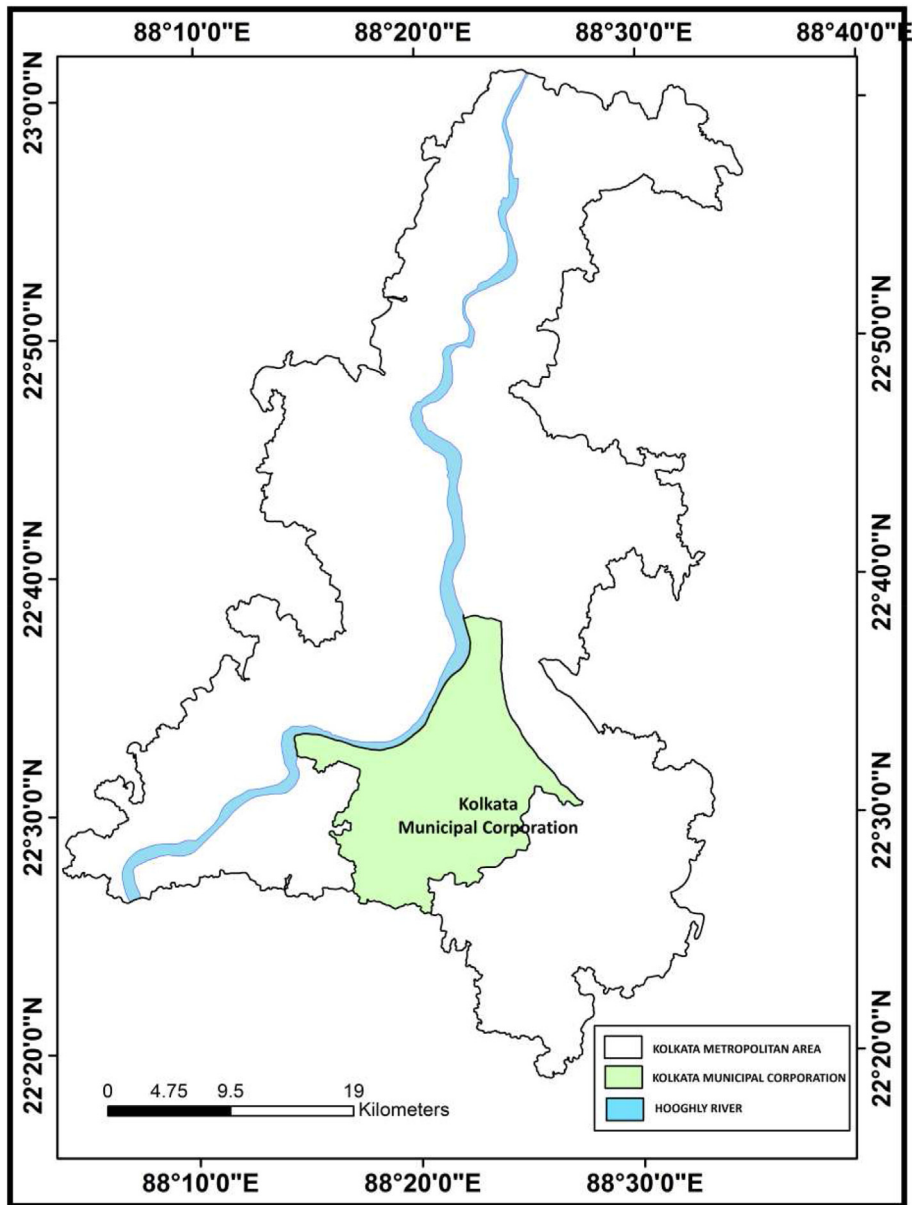 88°10'0"E 88°20'0"E 88°30'0"E 88°40'0"E
23°0'0"N
22°50'0"N 22°50'0"N
22°40'0"N 22°40'0"N
22°30'0"N 22°30'0"N
22°20'0"N 22°20'0"N
Kolkata
Municipal Corporation
KOLKATA METROPOLITAN AREA
KOLKATA MUNICIPAL CORPORATION
HOOGHLY RIVER
0 4.75 9.5 19
Kilometers
88°10'0"E 88°20'0"E 88°30'0"E